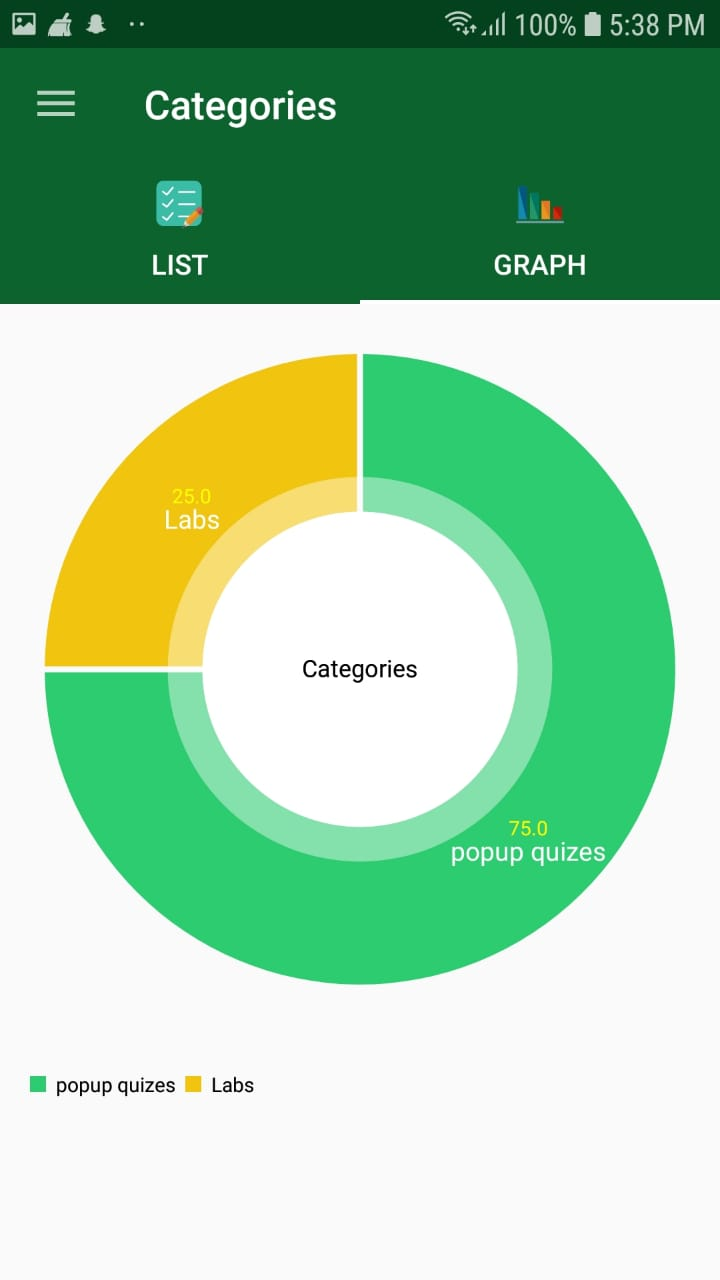 100% 5:38 PM
Categories
LIST
GRAPH
25.0
Labs
Categories
75.0
popup quizes
popup quizes Labs